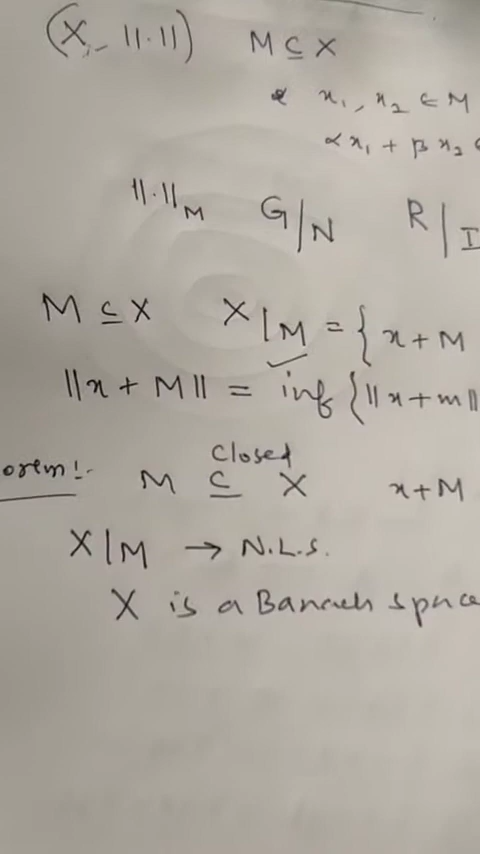 (X, ||.||) M ⊆ X
& x₁, x₂ ∈ M
αx₁ + βx₂
||.||_M G/N R/I
M ⊆ X X|M = { x + M
||x + M|| = inf {||x + m||
orem!. M closed ⊆ X x+M
X|M → N.L.S.
X is a Banach space